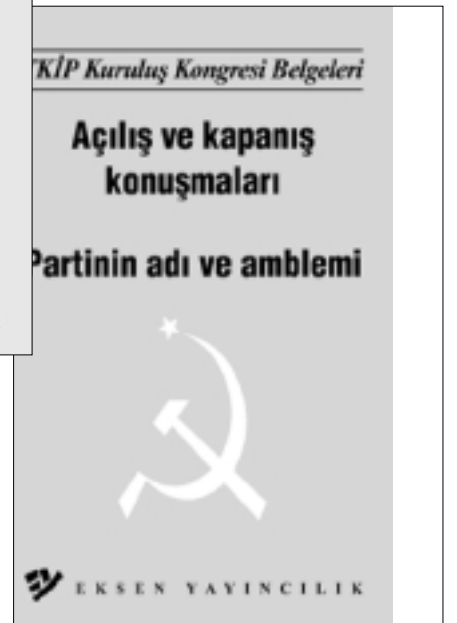 TKİP Kuruluş Kongresi Belgeleri
Açılış ve kapanış
konuşmaları
Partinin adı ve amblemi
EKSEN YAYINCILIK